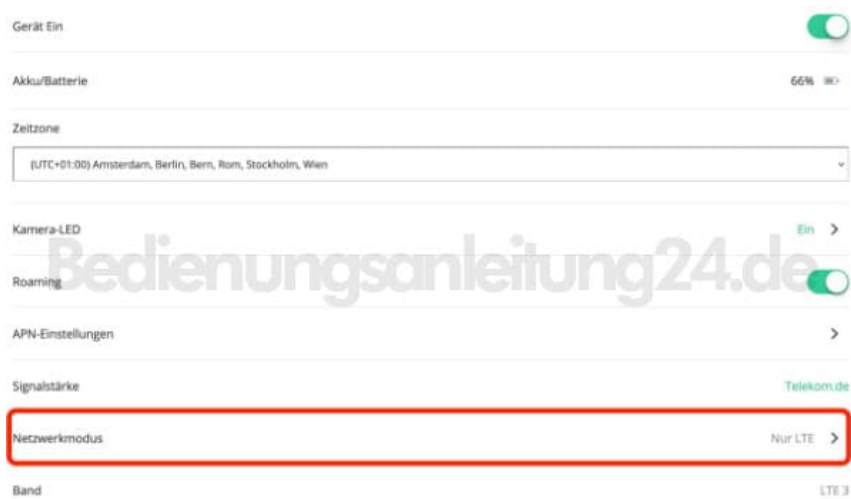 Gerät Ein
Akku/Batterie 66%
Zeitzone
(UTC+01:00) Amsterdam, Berlin, Bern, Rom, Stockholm, Wien
Kamera-LED Ein
Bedienungsanleitung24.de
Roaming
APN-Einstellungen
Signalstärke Telekom.de
Netzwerkmodus Nur LTE
Band LTE 3